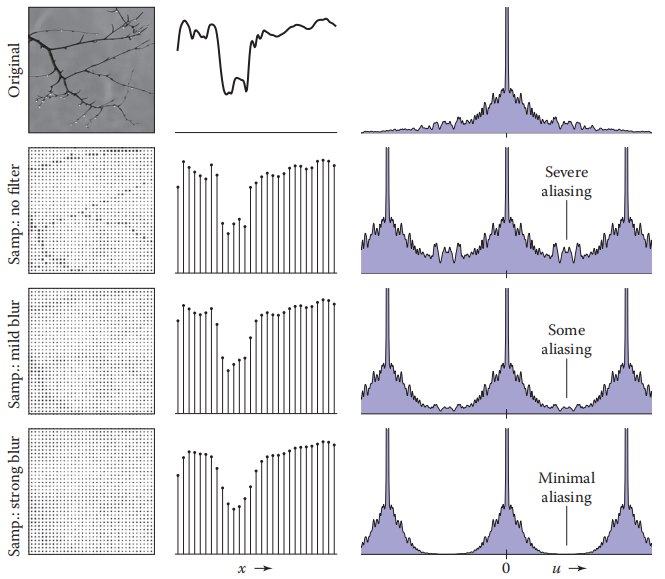 Original
Samp.: no filter
Severe
aliasing
Samp.: mild blur
Some
aliasing
Samp.: strong blur
Minimal
aliasing
x →
0
u →